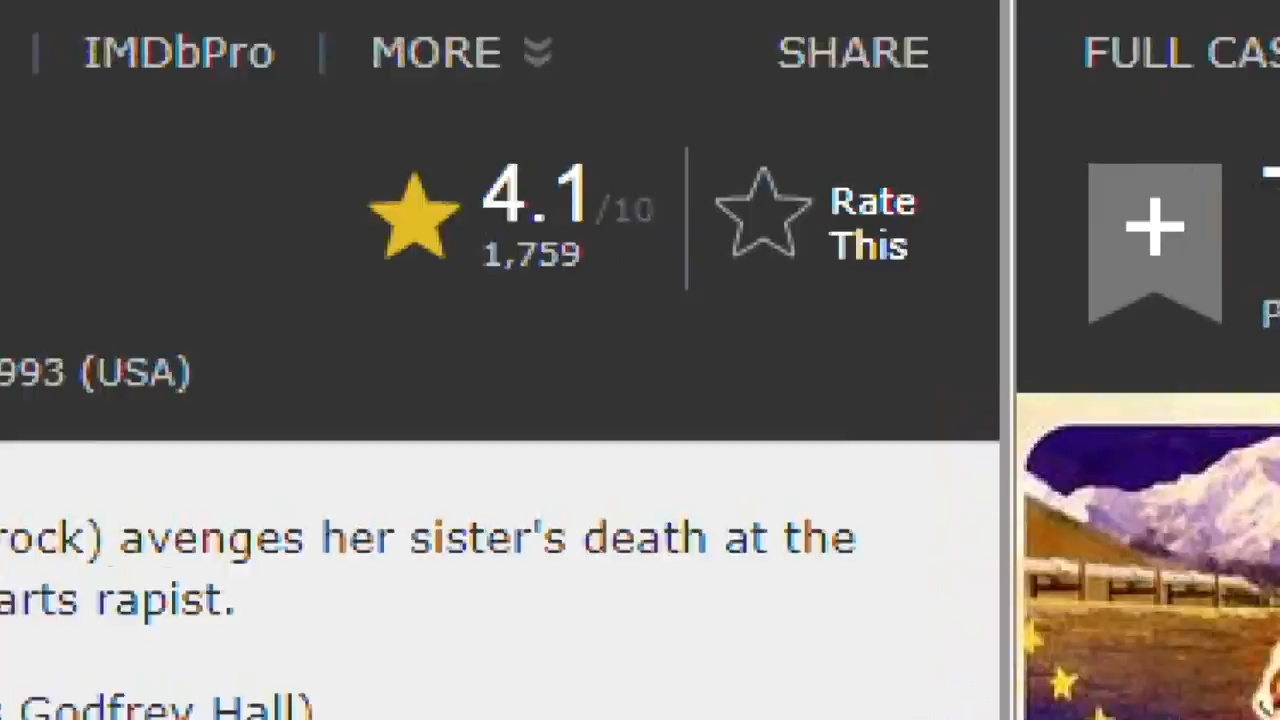 IMDbPro | MORE SHARE
FULL CAS
4.1/10
1,759
Rate
This
993 (USA)
rock) avenges her sister's death at the
arts rapist.
Godfrey Hall)